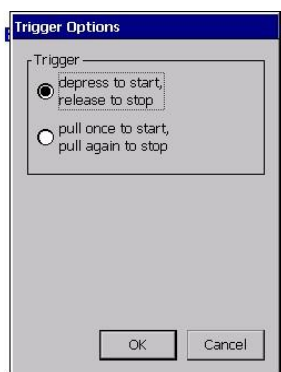 Trigger Options
Trigger
depress to start,
release to stop
pull once to start,
pull again to stop
OK
Cancel